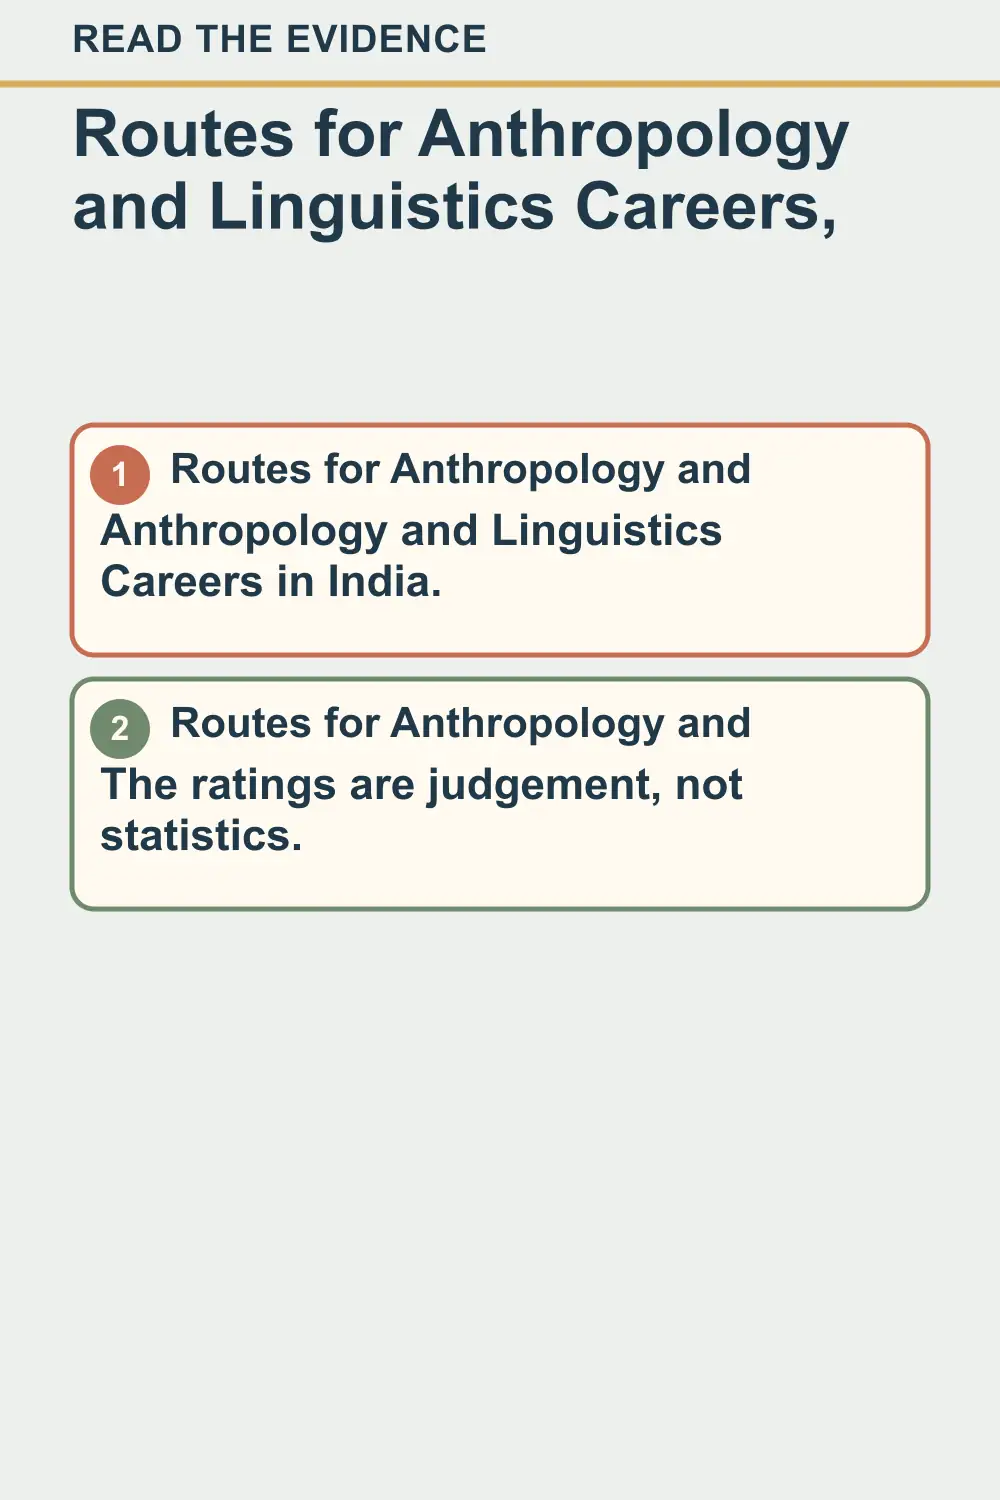 READ THE EVIDENCE
Routes for Anthropology
and Linguistics Careers,
1 Routes for Anthropology and
Anthropology and Linguistics
Careers in India.
2 Routes for Anthropology and
The ratings are judgement, not
statistics.